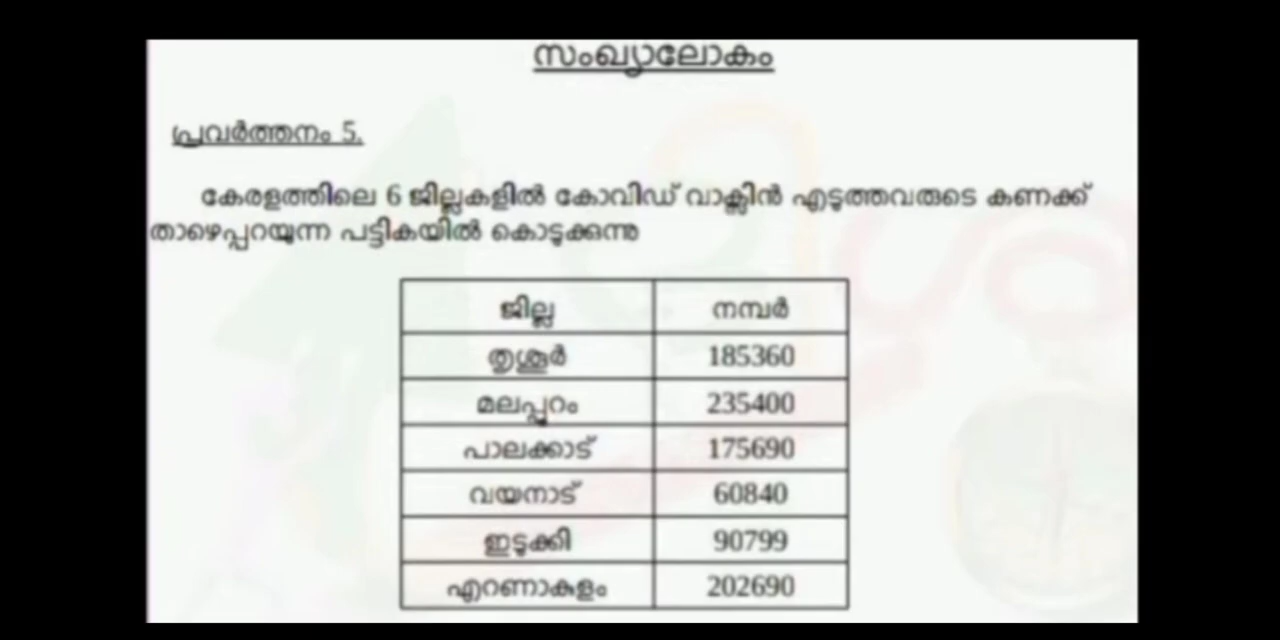 സംഖ്യാലോകം
പ്രവർത്തനം 5.
കേരളത്തിലെ 6 ജില്ലകളിൽ കോവിഡ് വാക്സിൻ എടുത്തവരുടെ കണക്ക്
താഴെപ്പറയുന്ന പട്ടികയിൽ കൊടുക്കുന്നു
ജില്ല നമ്പർ
തൃശൂർ 185360
മലപ്പുറം 235400
പാലക്കാട് 175690
വയനാട് 60840
ഇടുക്കി 90799
എറണാകുളം 202690